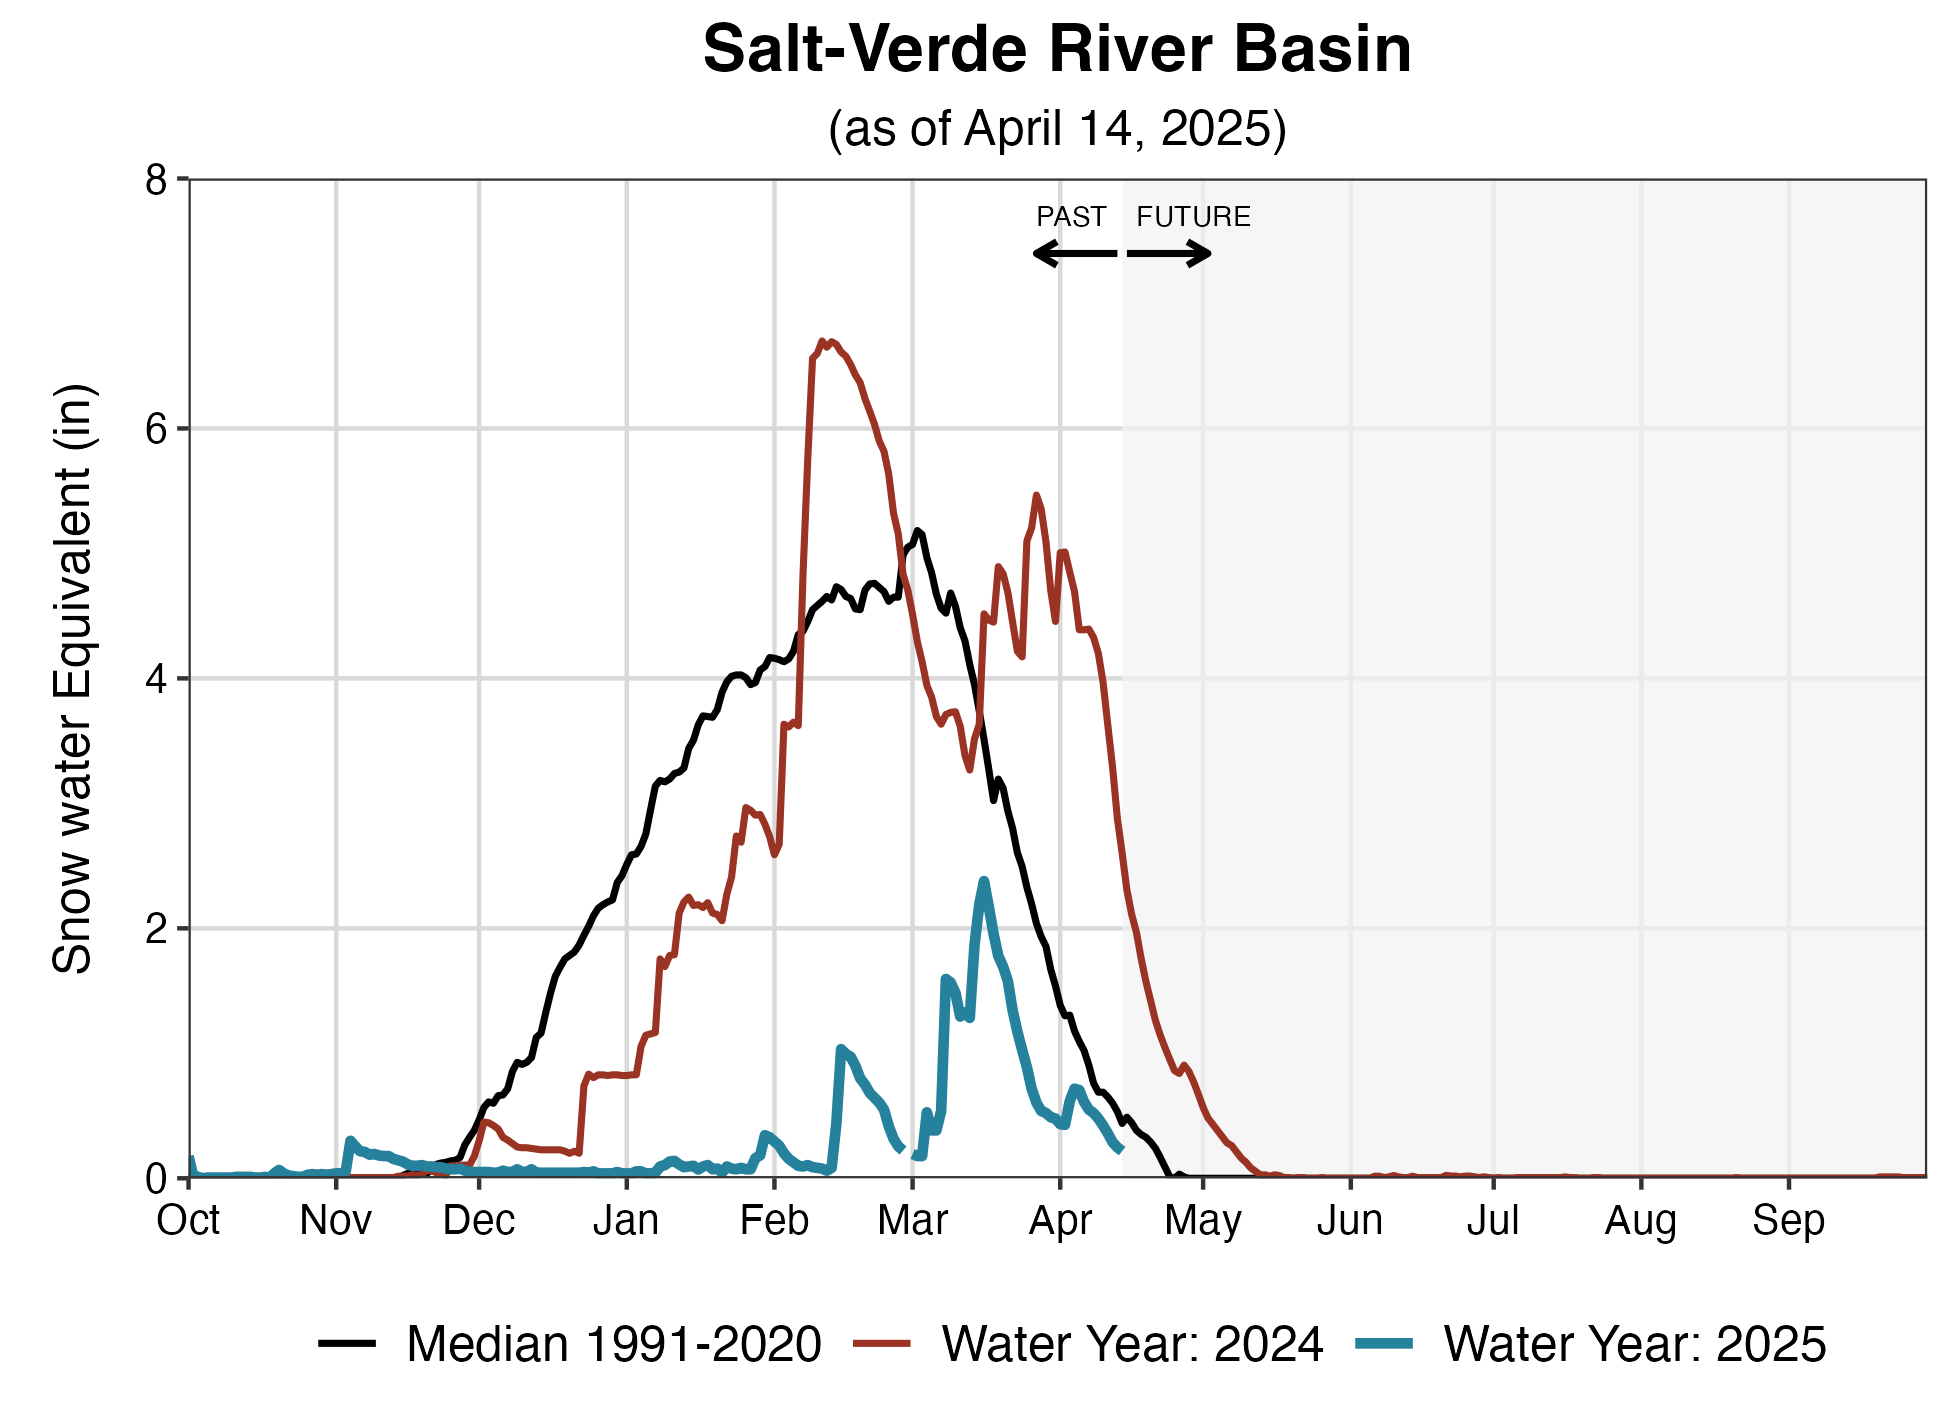 Salt-Verde River Basin
(as of April 14, 2025)
PAST FUTURE
Snow water Equivalent (in)
8
6
4
2
0
Oct Nov Dec Jan Feb Mar Apr May Jun Jul Aug Sep
Median 1991-2020 Water Year: 2024 Water Year: 2025